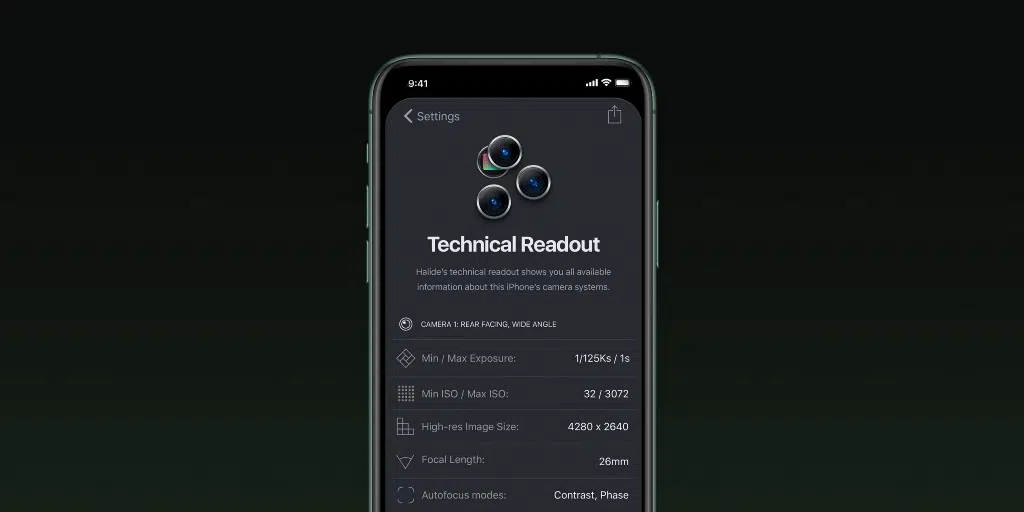 9:41
Settings
Technical Readout
Halide's technical readout shows you all available
information about this iPhone's camera systems.
CAMERA 1: REAR FACING, WIDE ANGLE
Min / Max Exposure: 1/125Ks / 1s
Min ISO / Max ISO: 32 / 3072
High-res Image Size: 4280 x 2640
Focal Length: 26mm
Autofocus modes: Contrast, Phase